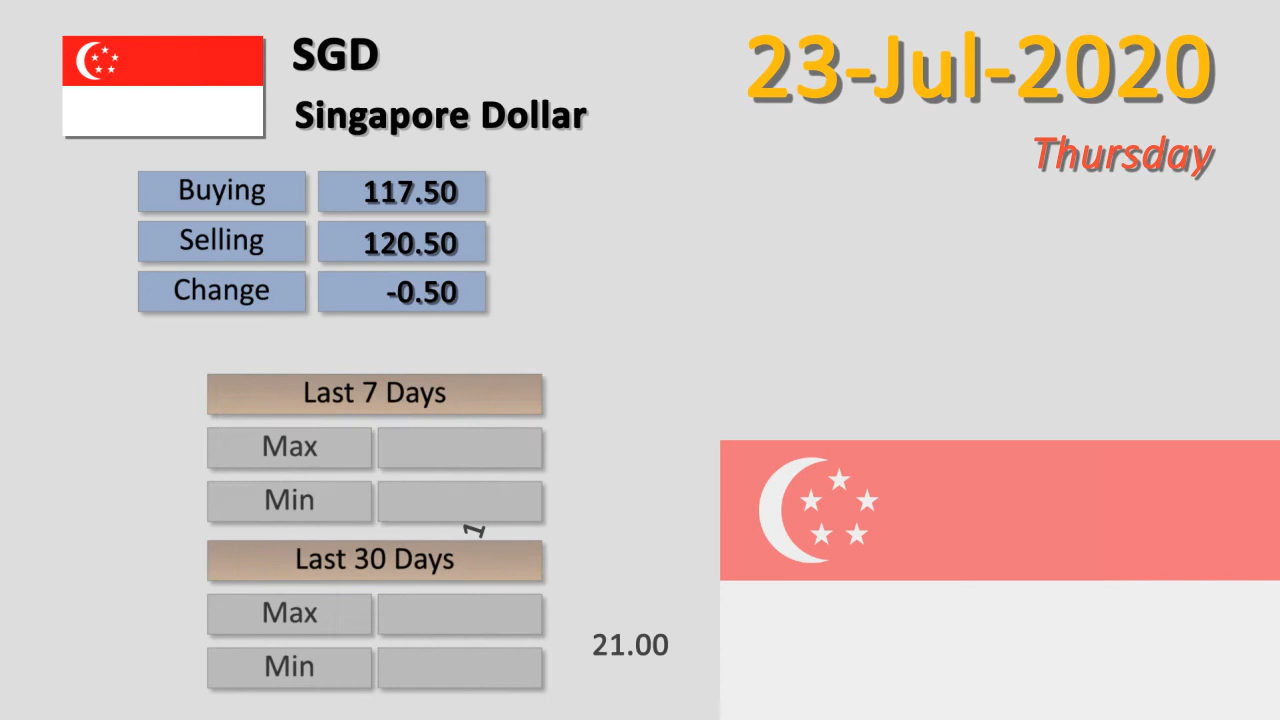 SGD
Singapore Dollar
23-Jul-2020
Thursday
Buying 117.50
Selling 120.50
Change -0.50
Last 7 Days
Max
Min
1
Last 30 Days
Max
21.00
Min